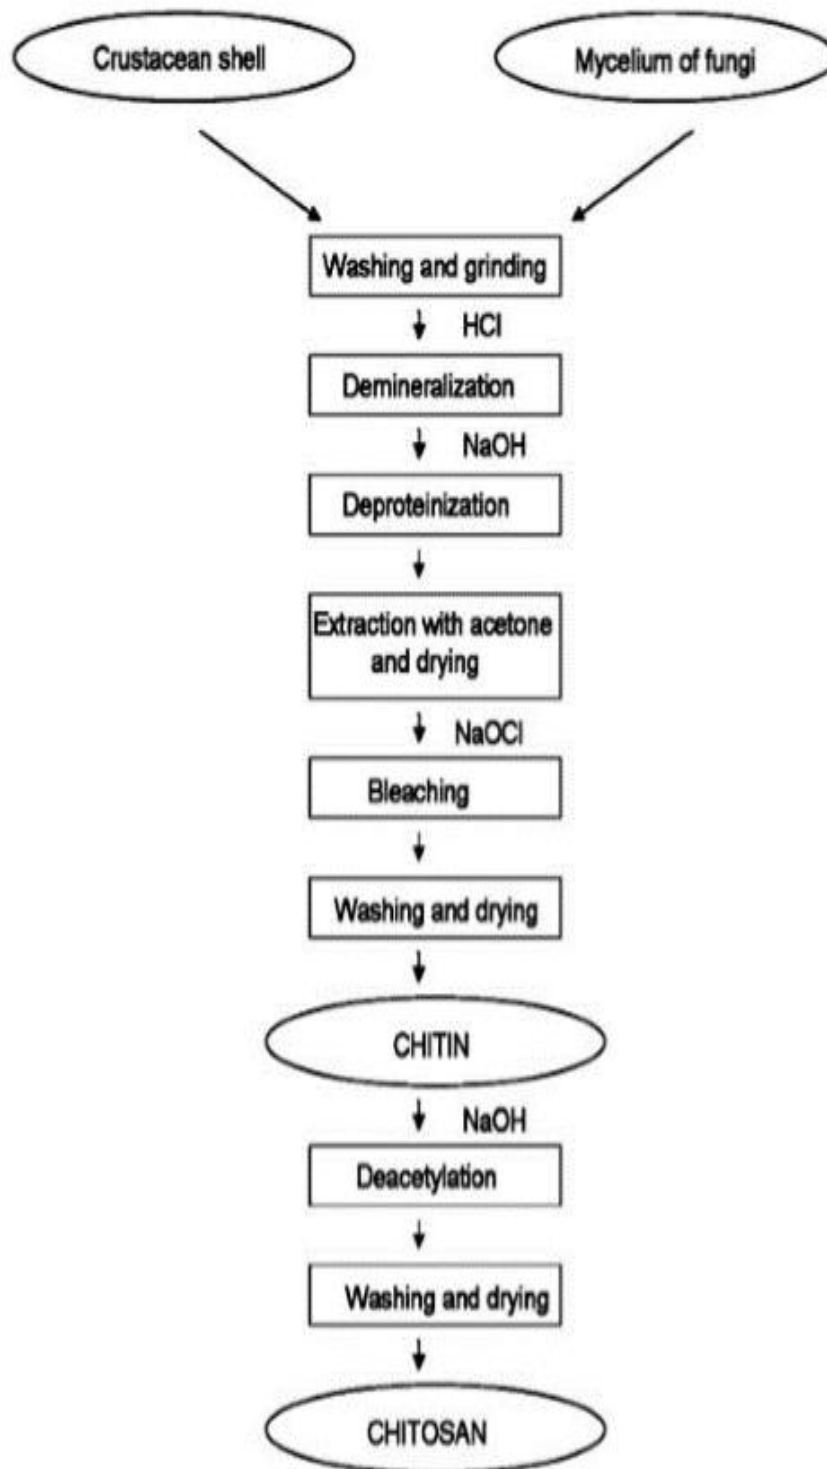 Crustacean shell
Mycelium of fungi
Washing and grinding
HCl
Demineralization
NaOH
Deproteinization
Extraction with acetone
and drying
NaOCl
Bleaching
Washing and drying
CHITIN
NaOH
Deacetylation
Washing and drying
CHITOSAN